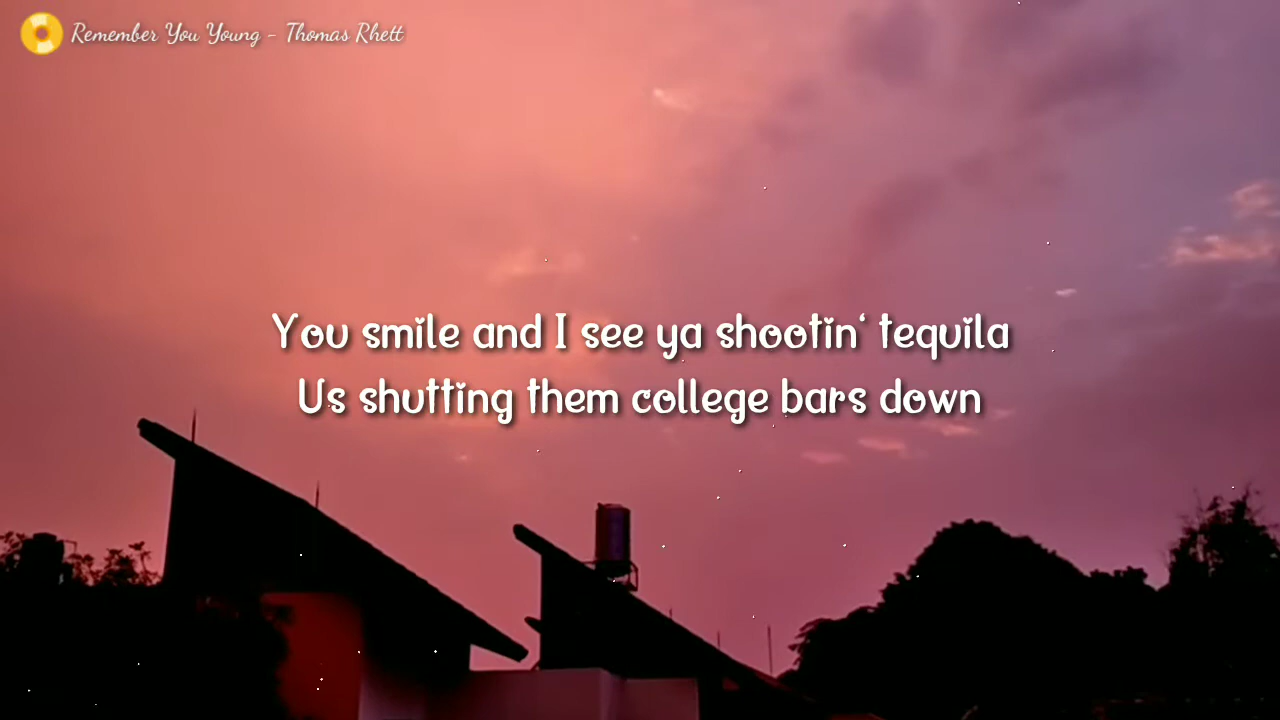 Remember You Young - Thomas Rhett
You smile and I see ya shootin‘ tequila
Us shutting them college bars down